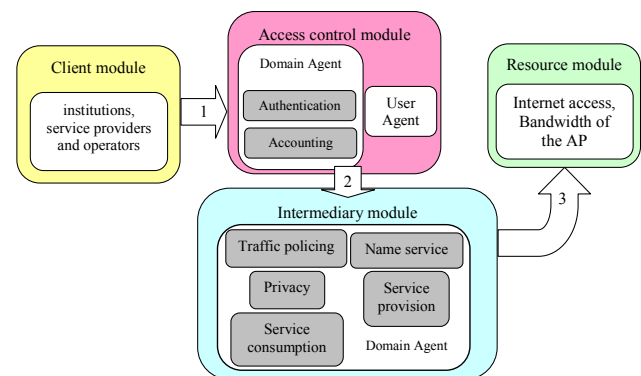 Client module
institutions,
service providers
and operators
1
Access control module
Domain Agent
Authentication
Accounting
User
Agent
2
Intermediary module
Traffic policing
Name service
Privacy
Service
provision
Service
consumption
Domain Agent
3
Resource module
Internet access,
Bandwidth of
the AP